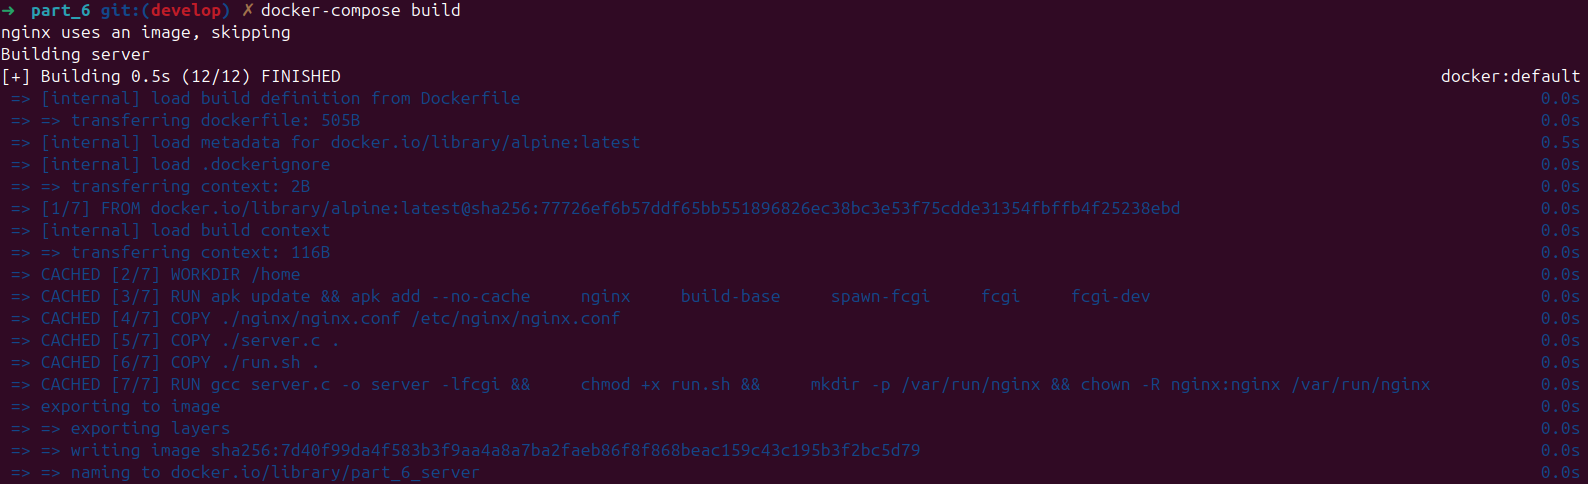 ➜  part_6 git:(develop) ✗ docker-compose build
nginx uses an image, skipping
Building server
[+] Building 0.5s (12/12) FINISHED docker:default
=> [internal] load build definition from Dockerfile 0.0s
=> => transferring dockerfile: 505B 0.0s
=> [internal] load metadata for docker.io/library/alpine:latest 0.5s
=> [internal] load .dockerignore 0.0s
=> => transferring context: 2B 0.0s
=> [1/7] FROM docker.io/library/alpine:latest@sha256:77726ef6b57ddf65bb551896826ec38bc3e53f75cdde31354fbffb4f25238ebd 0.0s
=> [internal] load build context 0.0s
=> => transferring context: 116B 0.0s
=> CACHED [2/7] WORKDIR /home 0.0s
=> CACHED [3/7] RUN apk update && apk add --no-cache     nginx     build-base     spawn-fcgi     fcgi     fcgi-dev 0.0s
=> CACHED [4/7] COPY ./nginx/nginx.conf /etc/nginx/nginx.conf 0.0s
=> CACHED [5/7] COPY ./server.c . 0.0s
=> CACHED [6/7] COPY ./run.sh . 0.0s
=> CACHED [7/7] RUN gcc server.c -o server -lfcgi &&     chmod +x run.sh &&     mkdir -p /var/run/nginx && chown -R nginx:nginx /var/run/nginx 0.0s
=> exporting to image 0.0s
=> => exporting layers 0.0s
=> => writing image sha256:7d40f99da4f583b3f9aa4a8a7ba2faeb86f8f868beac159c43c195b3f2bc5d79 0.0s
=> => naming to docker.io/library/part_6_server 0.0s